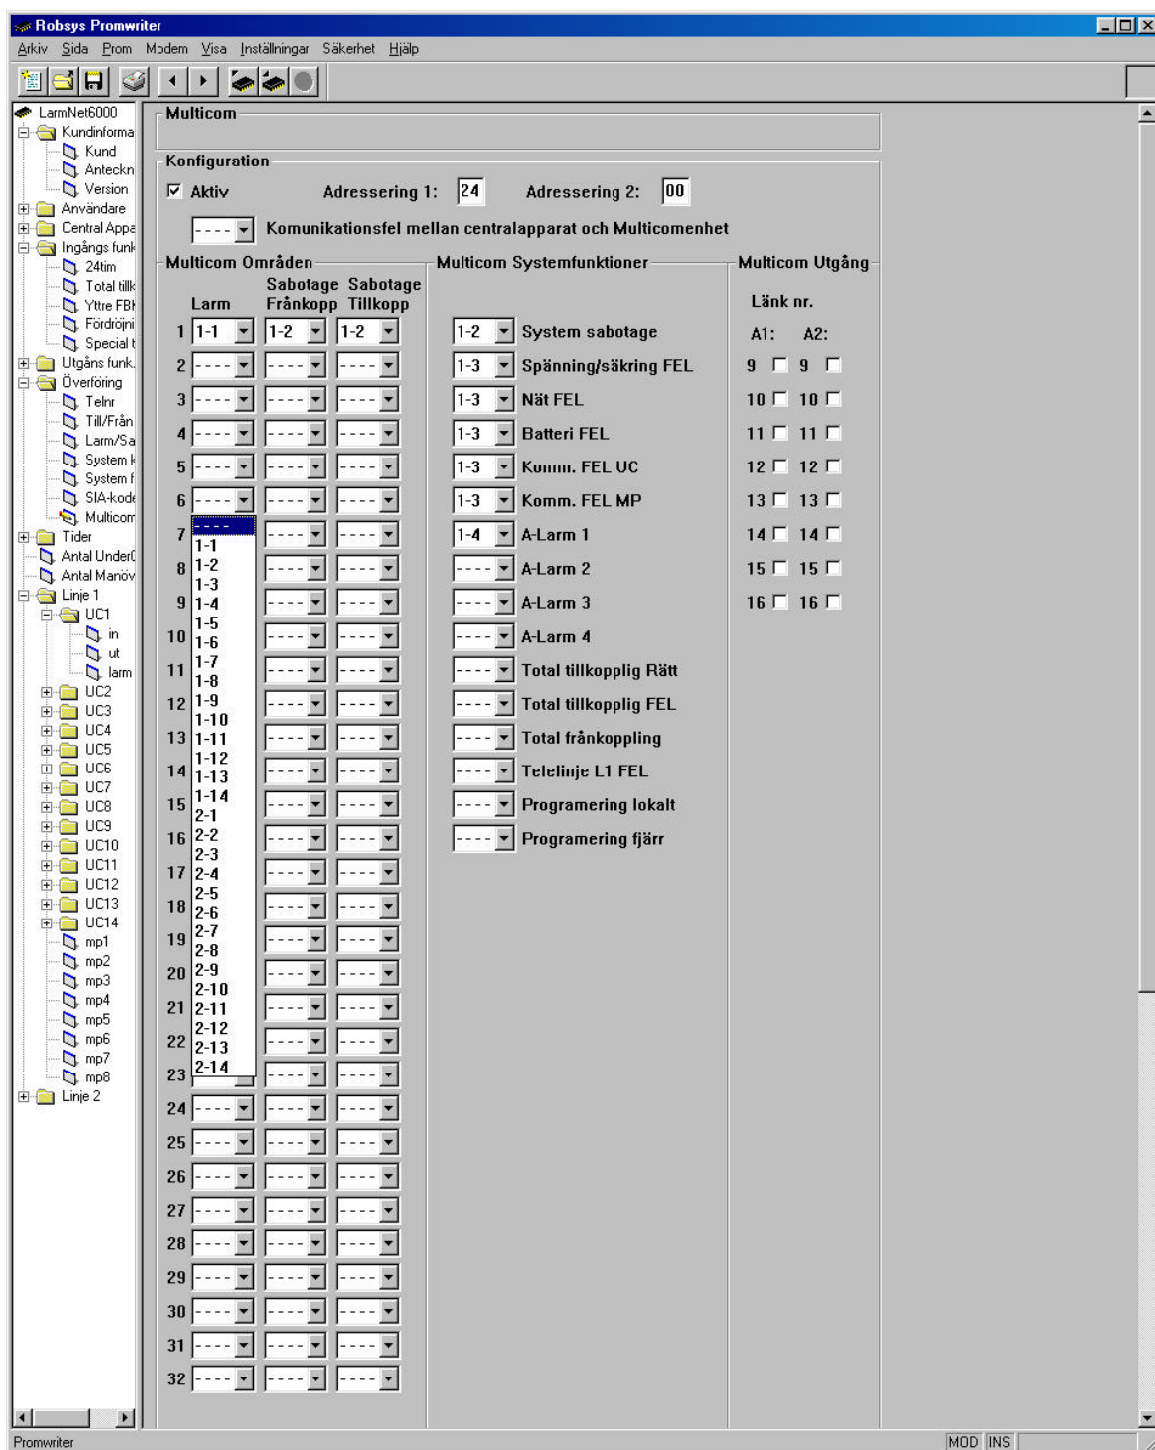 Robsys Promwriter
Arkiv Sida Prom Modem Visa Inställningar Säkerhet Hjälp
LarmNet6000
Kundinforma
Kund
Anteckn
Version
Användare
Central Appa
Ingångs funk
24tim
Total tillk
Yttre FBK
Fördröjni
Special t
Utgåns funk.
Överföring
Telnr
Till/Från
Larm/Sa
System k
System f
SIA-kode
Multicom
Tider
Antal UnderC
Antal Manöv
Linje 1
UC1
in
ut
larm
UC2
UC3
UC4
UC5
UC6
UC7
UC8
UC9
UC10
UC11
UC12
UC13
UC14
mp1
mp2
mp3
mp4
mp5
mp6
mp7
mp8
Linje 2
Multicom
Konfiguration
Aktiv Adressering 1: 24 Adressering 2: 00
- - - - Komunikationsfel mellan centralapparat och Multicomenhet
Multicom Områden
Larm Sabotage Frånkopp Sabotage Tillkopp
1 1-1 1-2 1-2
2 - - - - - - - - - - - -
3 - - - - - - - - - - - -
4 - - - - - - - - - - - -
5 - - - - - - - - - - - -
6 - - - - - - - - - - - -
7 - - - - - - - -
8 - - - - - - - -
9 - - - - - - - -
10 - - - - - - - -
11 - - - - - - - -
12 - - - - - - - -
13 - - - - - - - -
14 - - - - - - - -
15 - - - - - - - -
16 - - - - - - - -
17 - - - - - - - -
18 - - - - - - - -
19 - - - - - - - -
20 - - - - - - - -
21 - - - - - - - -
22 - - - - - - - -
23 - - - - - - - -
24 - - - - - - - - - - - -
25 - - - - - - - - - - - -
26 - - - - - - - - - - - -
27 - - - - - - - - - - - -
28 - - - - - - - - - - - -
29 - - - - - - - - - - - -
30 - - - - - - - - - - - -
31 - - - - - - - - - - - -
32 - - - - - - - - - - - -
- - - -
1-1
1-2
1-3
1-4
1-5
1-6
1-7
1-8
1-9
1-10
1-11
1-12
1-13
1-14
2-1
2-2
2-3
2-4
2-5
2-6
2-7
2-8
2-9
2-10
2-11
2-12
2-13
2-14
Multicom Systemfunktioner
1-2 System sabotage
1-3 Spänning/säkring FEL
1-3 Nät FEL
1-3 Batteri FEL
1-3 Komm. FEL UC
1-3 Komm. FEL MP
1-4 A-Larm 1
- - - - A-Larm 2
- - - - A-Larm 3
- - - - A-Larm 4
- - - - Total tillkopplig Rätt
- - - - Total tillkopplig FEL
- - - - Total frånkoppling
- - - - Telelinje L1 FEL
- - - - Programering lokalt
- - - - Programering fjärr
Multicom Utgång
Länk nr.
A1: A2:
9 9
10 10
11 11
12 12
13 13
14 14
15 15
16 16
Promwriter
MOD INS